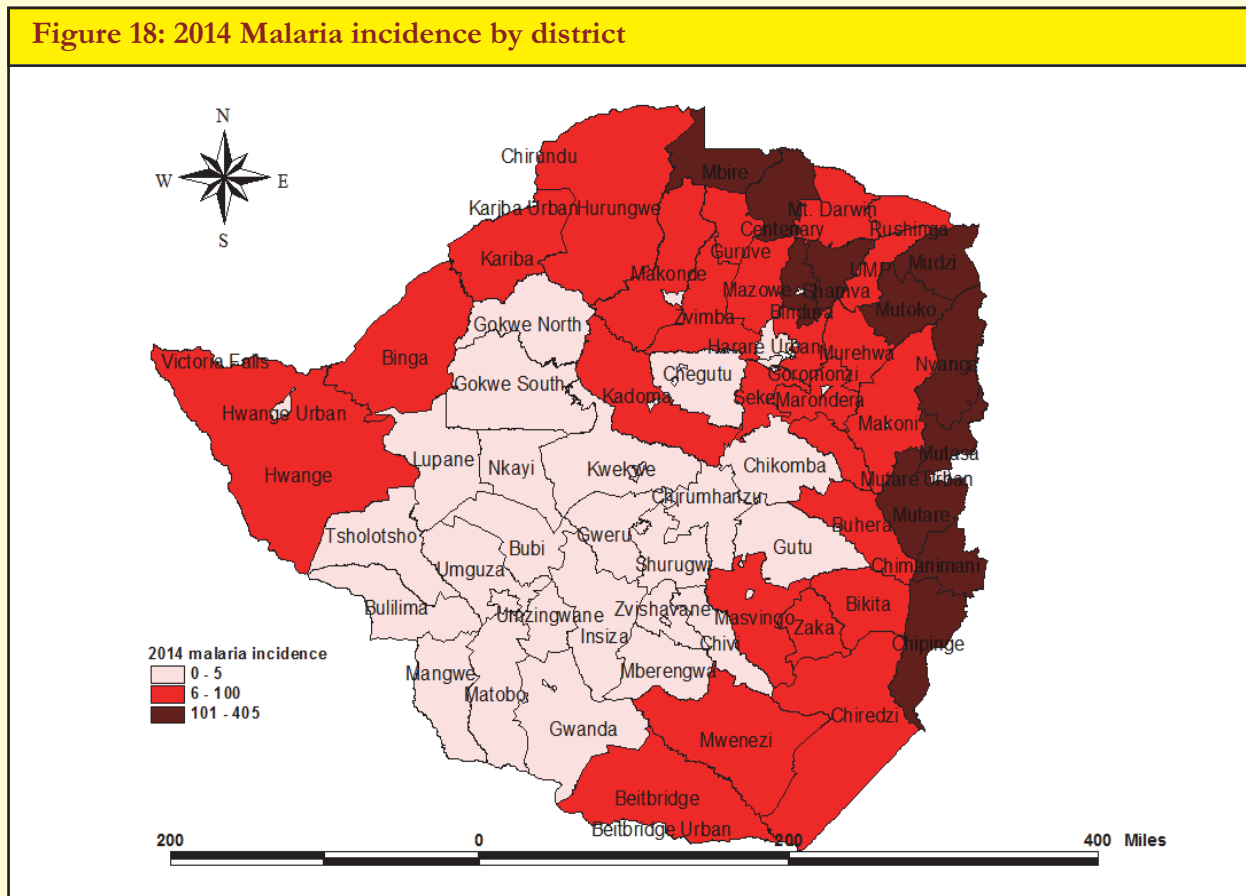 Figure 18: 2014 Malaria incidence by district
N
W E
S
Chirundu
Mbire
Kariba Urban
Hurungwe
Mt. Darwin
Centenary
Rushinga
Kariba
Guruve
Makonde
UMP
Mudzi
Mazowe
Shamva
Mutoko
Bindura
Zvimba
Gokwe North
Harare Urban
Murehwa
Nyanga
Victoria Falls
Binga
Chegutu
Goromonzi
Gokwe South
Kadoma
Seke
Marondera
Hwange Urban
Makoni
Mutasa
Lupane
Nkayi
Kwekwe
Chikomba
Hwange
Mutare Urban
Chirumhanzu
Mutare
Tsholotsho
Buhera
Gweru
Bubi
Gutu
Shurugwi
Chimanimani
Umguza
Bulilima
Umzingwane
Zvishavane
Masvingo
Bikita
Zaka
Insiza
Chivi
Chipinge
2014 malaria incidence
0 - 5
6 - 100
101 - 405
Mangwe
Mberengwa
Matobo
Chiredzi
Gwanda
Mwenezi
Beitbridge
Beitbridge Urban
200 0 200 400 Miles